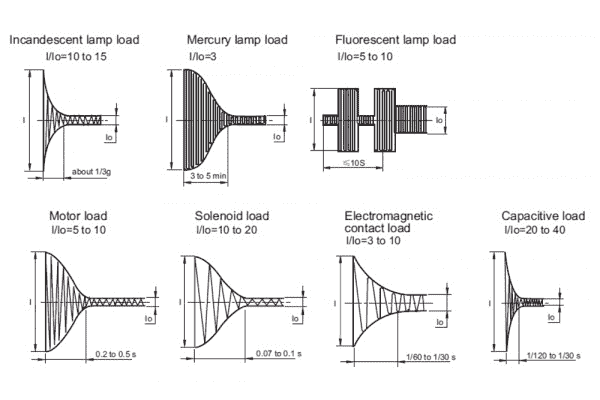 Incandescent lamp load
I/Io=10 to 15
I
Io
about 1/3g
Mercury lamp load
I/Io=3
I
Io
3 to 5 min
Fluorescent lamp load
I/Io=5 to 10
I
Io
≤10S
Motor load
I/Io=5 to 10
I
Io
0.2 to 0.5 s
Solenoid load
I/Io=10 to 20
I
Io
0.07 to 0.1 s
Electromagnetic
contact load
I/Io=3 to 10
I
Io
1/60 to 1/30 s
Capacitive load
I/Io=20 to 40
I
Io
1/120 to 1/30 s